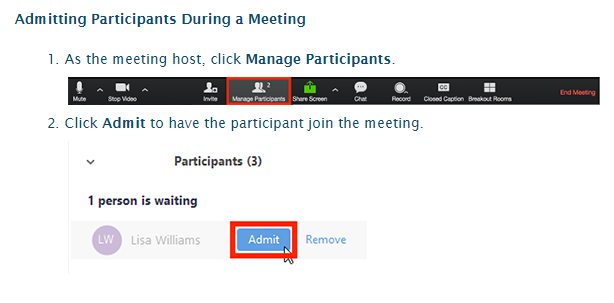 Admitting Participants During a Meeting
1. As the meeting host, click Manage Participants.
2
Mute Stop Video Invite Manage Participants Share Screen Chat Record Closed Caption Breakout Rooms End Meeting
2. Click Admit to have the participant join the meeting.
Participants (3)
1 person is waiting
LW Lisa Williams Admit Remove